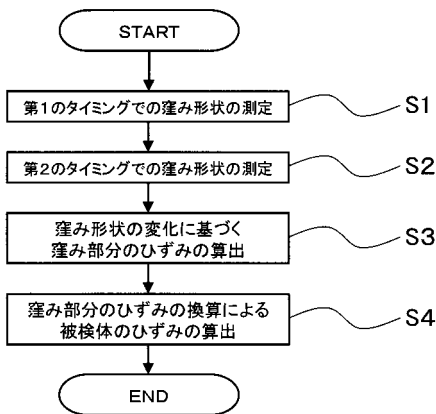 START
第1のタイミングでの窪み形状の測定
S1
第2のタイミングでの窪み形状の測定
S2
窪み形状の変化に基づく
窪み部分のひずみの算出
S3
窪み部分のひずみの換算による
被検体のひずみの算出
S4
END